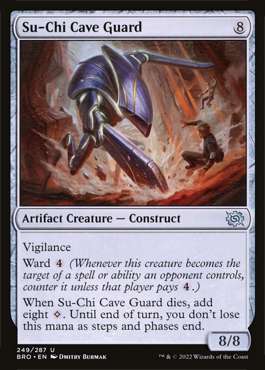 Su-Chi Cave Guard 8
Artifact Creature — Construct
Vigilance
Ward 4 (Whenever this creature becomes the
target of a spell or ability an opponent controls,
counter it unless that player pays 4.)
When Su-Chi Cave Guard dies, add
eight ◇. Until end of turn, you don't lose
this mana as steps and phases end.
8/8
249/287 U
BRO • EN Dmitry Burmak
™ & © 2022 Wizards of the Coast